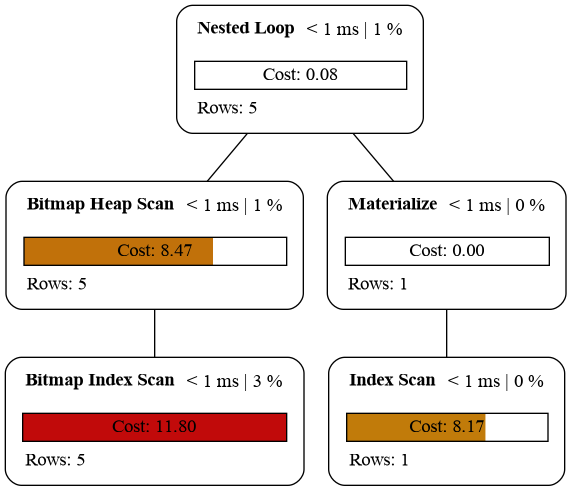 Nested Loop < 1 ms | 1 %
Cost: 0.08
Rows: 5
Bitmap Heap Scan < 1 ms | 1 %
Cost: 8.47
Rows: 5
Materialize < 1 ms | 0 %
Cost: 0.00
Rows: 1
Bitmap Index Scan < 1 ms | 3 %
Cost: 11.80
Rows: 5
Index Scan < 1 ms | 0 %
Cost: 8.17
Rows: 1